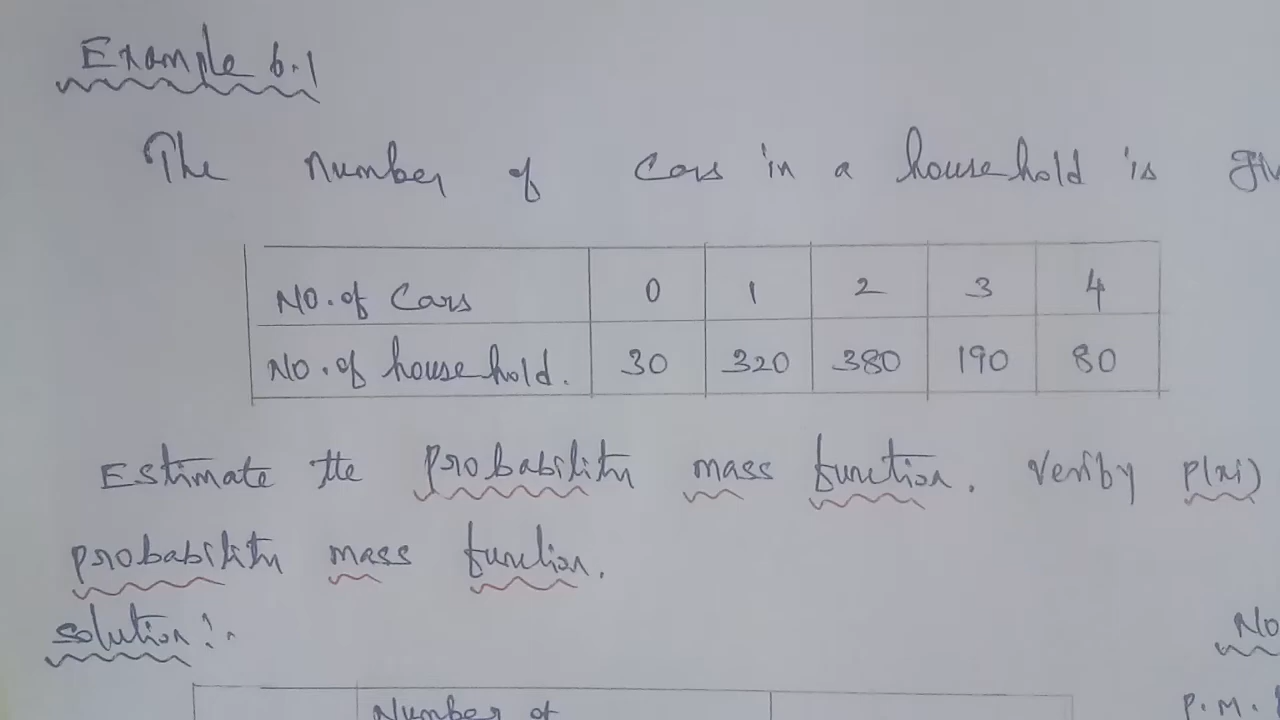 Example 6.1
The Number of Cars in a household is
No. of Cars 0 1 2 3 4
No. of household. 30 320 380 190 80
Estimate the probability mass function. Verify P(xi)
probability mass function.
Solution:-
No
Number of
P.M.